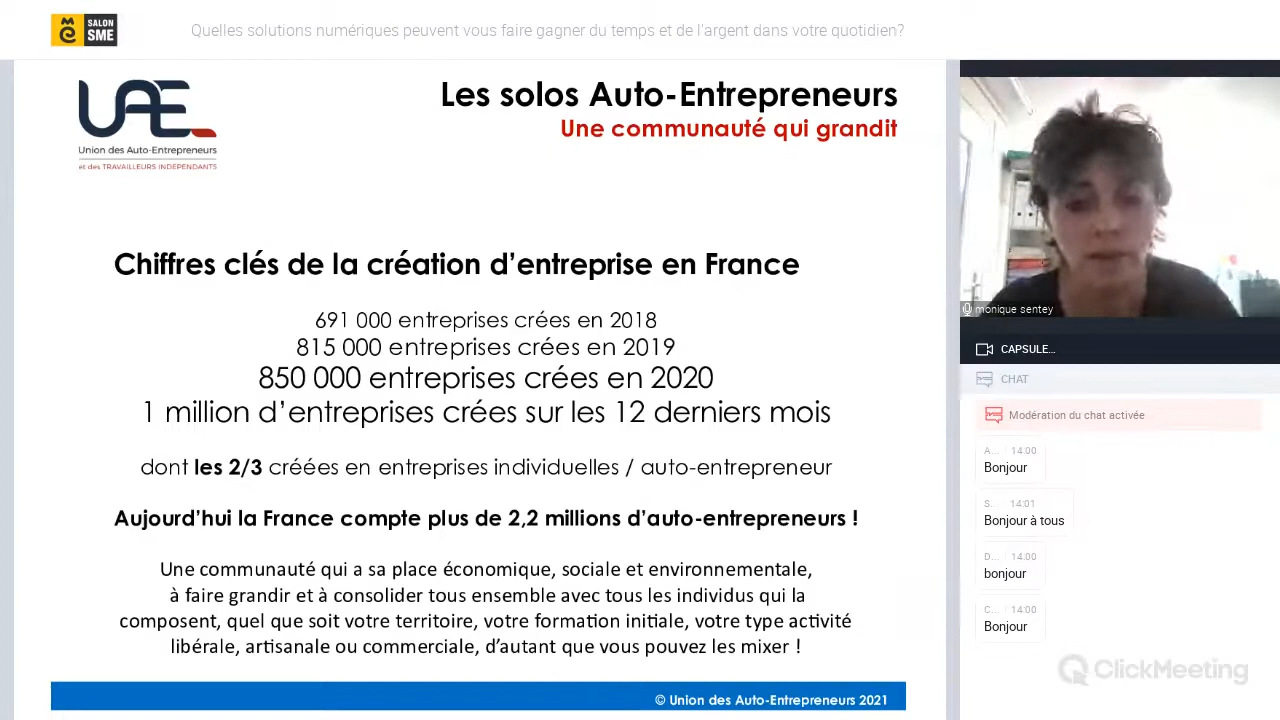 SALON
SME
Quelles solutions numériques peuvent vous faire gagner du temps et de l'argent dans votre quotidien?
UAE
Union des Auto-Entrepreneurs
et des TRAVAILLEURS INDÉPENDANTS
Les solos Auto-Entrepreneurs
Une communauté qui grandit
Chiffres clés de la création d’entreprise en France
691 000 entreprises crées en 2018
815 000 entreprises crées en 2019
850 000 entreprises crées en 2020
1 million d’entreprises crées sur les 12 derniers mois
dont les 2/3 créées en entreprises individuelles / auto-entrepreneur
Aujourd’hui la France compte plus de 2,2 millions d’auto-entrepreneurs !
Une communauté qui a sa place économique, sociale et environnementale,
à faire grandir et à consolider tous ensemble avec tous les individus qui la
composent, quel que soit votre territoire, votre formation initiale, votre type activité
libérale, artisanale ou commerciale, d’autant que vous pouvez les mixer !
© Union des Auto-Entrepreneurs 2021
monique sentey
CAPSULE...
CHAT
Modération du chat activée
A... 14:00
Bonjour
S... 14:01
Bonjour à tous
D... 14:00
bonjour
C... 14:00
Bonjour
ClickMeeting